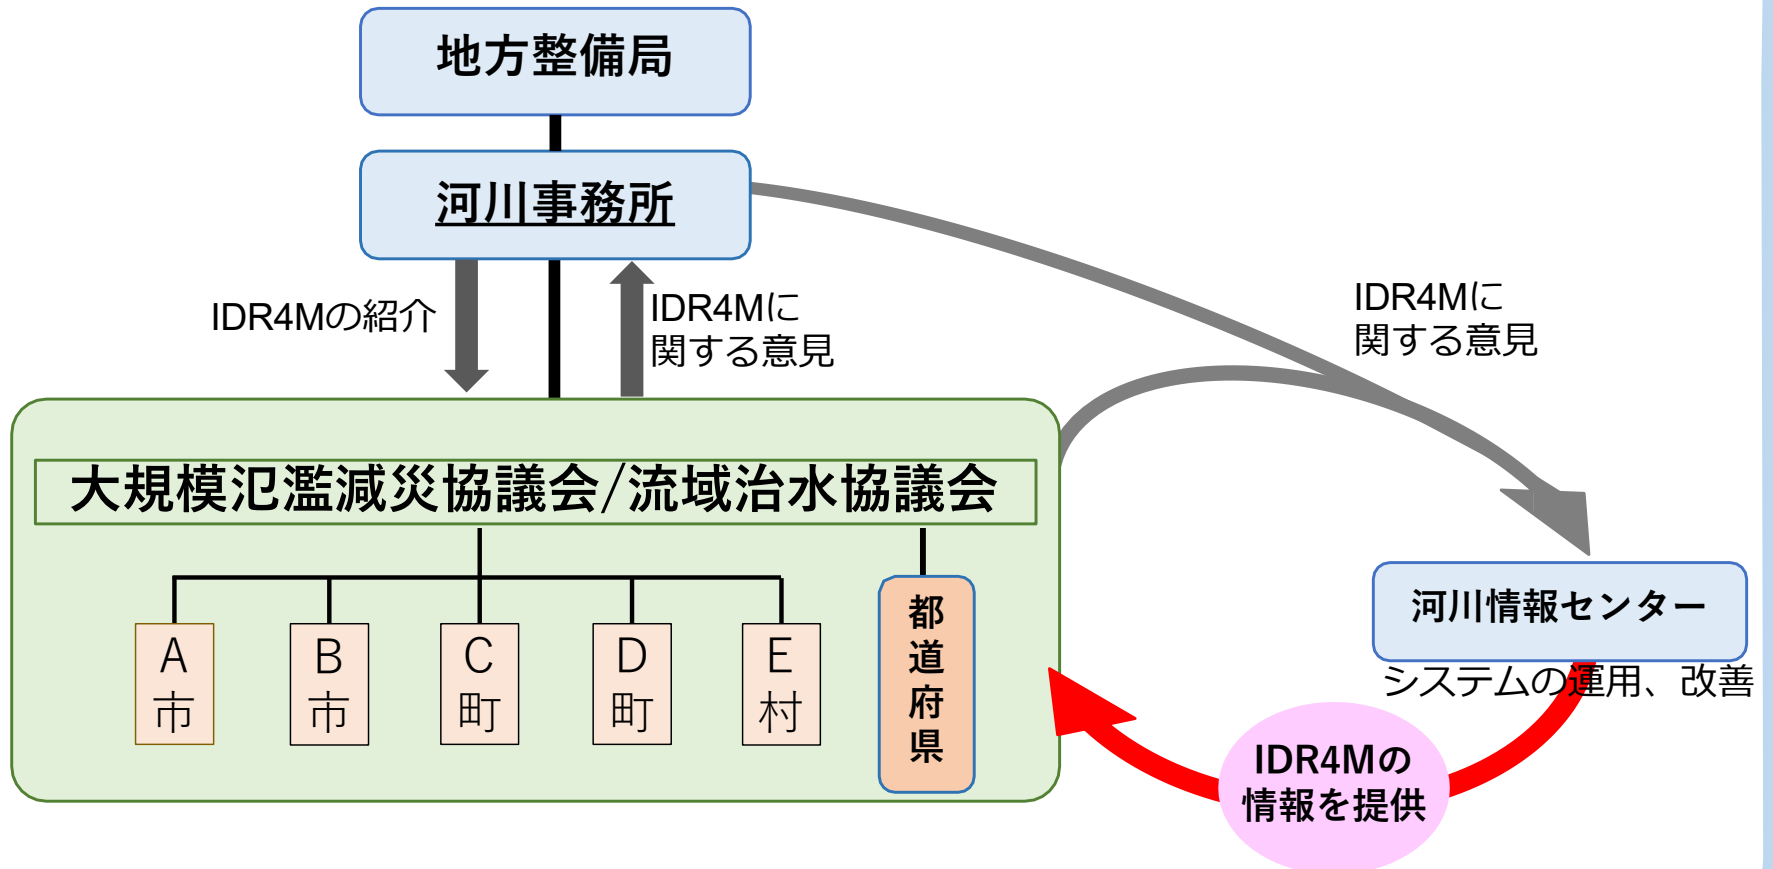 地方整備局
河川事務所
IDR4Mの紹介
IDR4Mに
関する意見
IDR4Mに
関する意見
大規模氾濫減災協議会/流域治水協議会
A
市
B
市
C
町
D
町
E
村
都
道
府
県
河川情報センター
システムの運用、改善
IDR4Mの
情報を提供